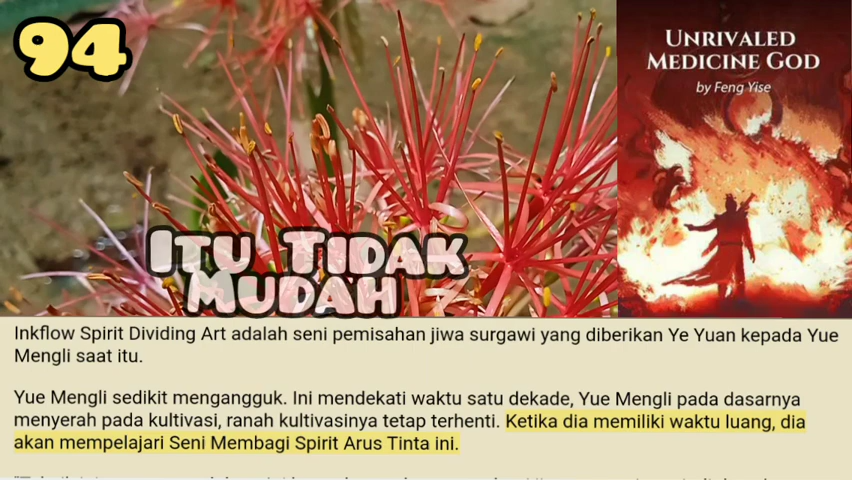 94
UNRIVALED
MEDICINE GOD
by Feng Yise
ITU TIDAK
MUDAH
Inkflow Spirit Dividing Art adalah seni pemisahan jiwa surgawi yang diberikan Ye Yuan kepada Yue
Mengli saat itu.
Yue Mengli sedikit mengangguk. Ini mendekati waktu satu dekade, Yue Mengli pada dasarnya
menyerah pada kultivasi, ranah kultivasinya tetap terhenti. Ketika dia memiliki waktu luang, dia
akan mempelajari Seni Membagi Spirit Arus Tinta ini.